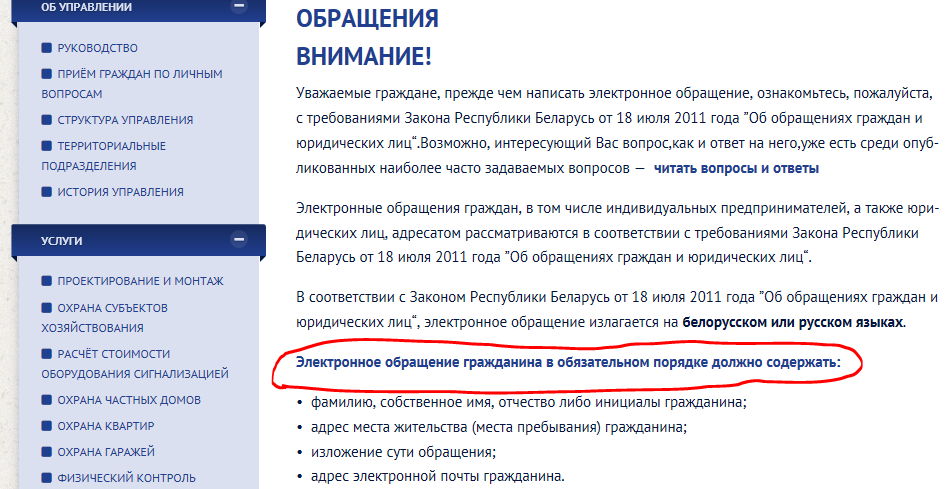 ОБ УПРАВЛЕНИИ
РУКОВОДСТВО
ПРИЁМ ГРАЖДАН ПО ЛИЧНЫМ
ВОПРОСАМ
СТРУКТУРА УПРАВЛЕНИЯ
ТЕРРИТОРИАЛЬНЫЕ
ПОДРАЗДЕЛЕНИЯ
ИСТОРИЯ УПРАВЛЕНИЯ
УСЛУГИ
ПРОЕКТИРОВАНИЕ И МОНТАЖ
ОХРАНА СУБЪЕКТОВ
ХОЗЯЙСТВОВАНИЯ
РАСЧЁТ СТОИМОСТИ
ОБОРУДОВАНИЯ СИГНАЛИЗАЦИЕЙ
ОХРАНА ЧАСТНЫХ ДОМОВ
ОХРАНА КВАРТИР
ОХРАНА ГАРАЖЕЙ
ФИЗИЧЕСКИЙ КОНТРОЛЬ
ОБРАЩЕНИЯ
ВНИМАНИЕ!
Уважаемые граждане, прежде чем написать электронное обращение, ознакомьтесь, пожалуйста,
с требованиями Закона Республики Беларусь от 18 июля 2011 года ”Об обращениях граждан и
юридических лиц“.Возможно, интересующий Вас вопрос,как и ответ на него,уже есть среди опуб-
ликованных наиболее часто задаваемых вопросов — читать вопросы и ответы
Электронные обращения граждан, в том числе индивидуальных предпринимателей, а также юри-
дических лиц, адресатом рассматриваются в соответствии с требованиями Закона Республики
Беларусь от 18 июля 2011 года ”Об обращениях граждан и юридических лиц“.
В соответствии с Законом Республики Беларусь от 18 июля 2011 года ”Об обращениях граждан и
юридических лиц“, электронное обращение излагается на белорусском или русском языках.
Электронное обращение гражданина в обязательном порядке должно содержать:
• фамилию, собственное имя, отчество либо инициалы гражданина;
• адрес места жительства (места пребывания) гражданина;
• изложение сути обращения;
• адрес электронной почты гражданина.